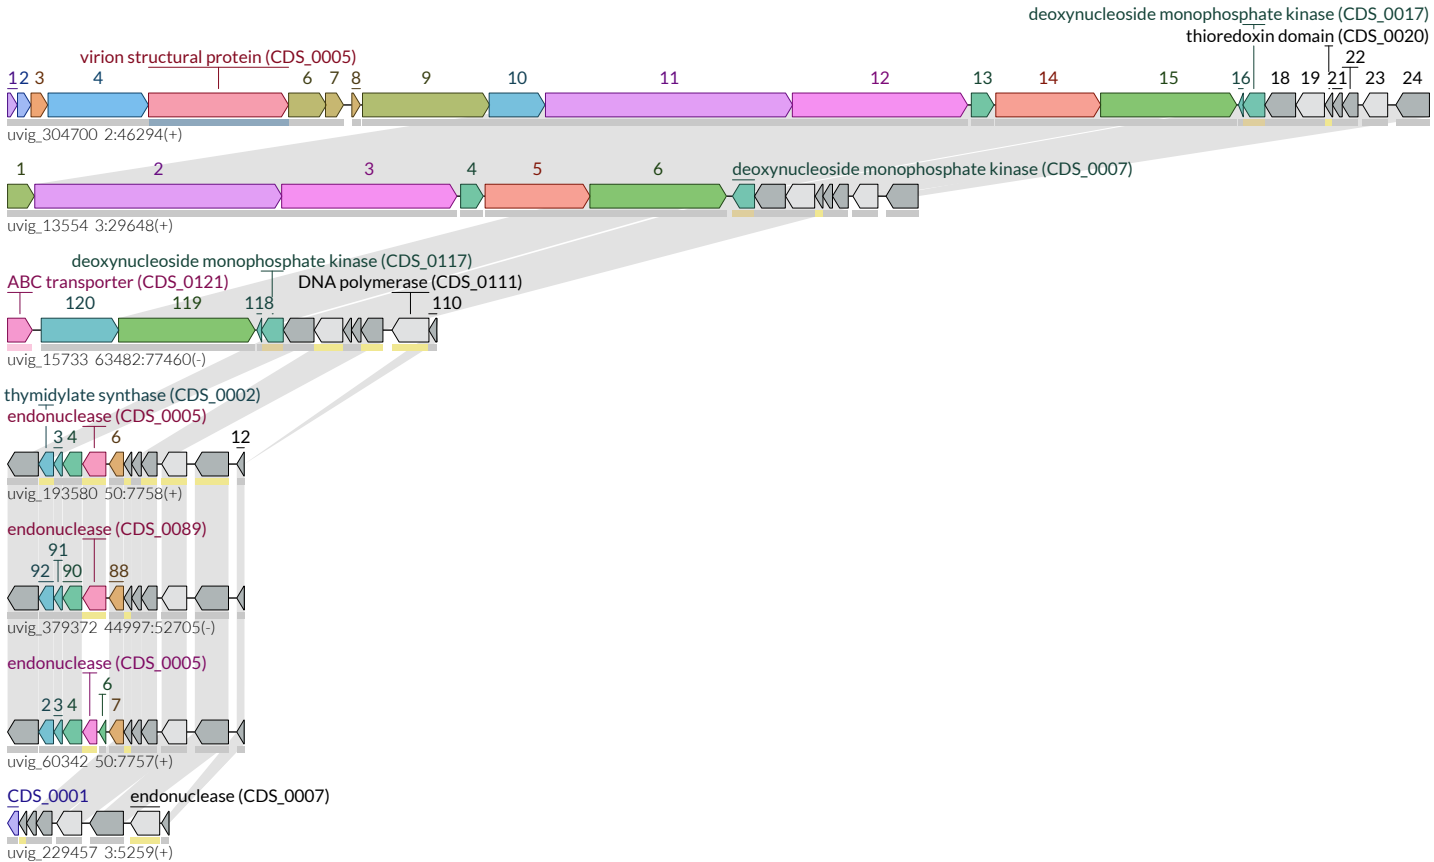 deoxynucleoside monophosphate kinase (CDS_0017)
thioredoxin domain (CDS_0020)
virion structural protein (CDS_0005)
22
1 2 3 4 6 7 8 9 10 11 12 13 14 15 16 18 19 21 23 24
uvig_304700 2:46294(+)
1 2 3 4 5 6 deoxynucleoside monophosphate kinase (CDS_0007)
uvig_13554 3:29648(+)
deoxynucleoside monophosphate kinase (CDS_0117)
ABC transporter (CDS_0121) DNA polymerase (CDS_0111)
120 119 118 110
uvig_15733 63482:77460(-)
thymidylate synthase (CDS_0002)
endonuclease (CDS_0005)
3 4 6 12
uvig_193580 50:7758(+)
endonuclease (CDS_0089)
91
92 90 88
uvig_379372 44997:52705(-)
endonuclease (CDS_0005)
6
2 3 4 7
uvig_60342 50:7757(+)
CDS_0001 endonuclease (CDS_0007)
uvig_229457 3:5259(+)